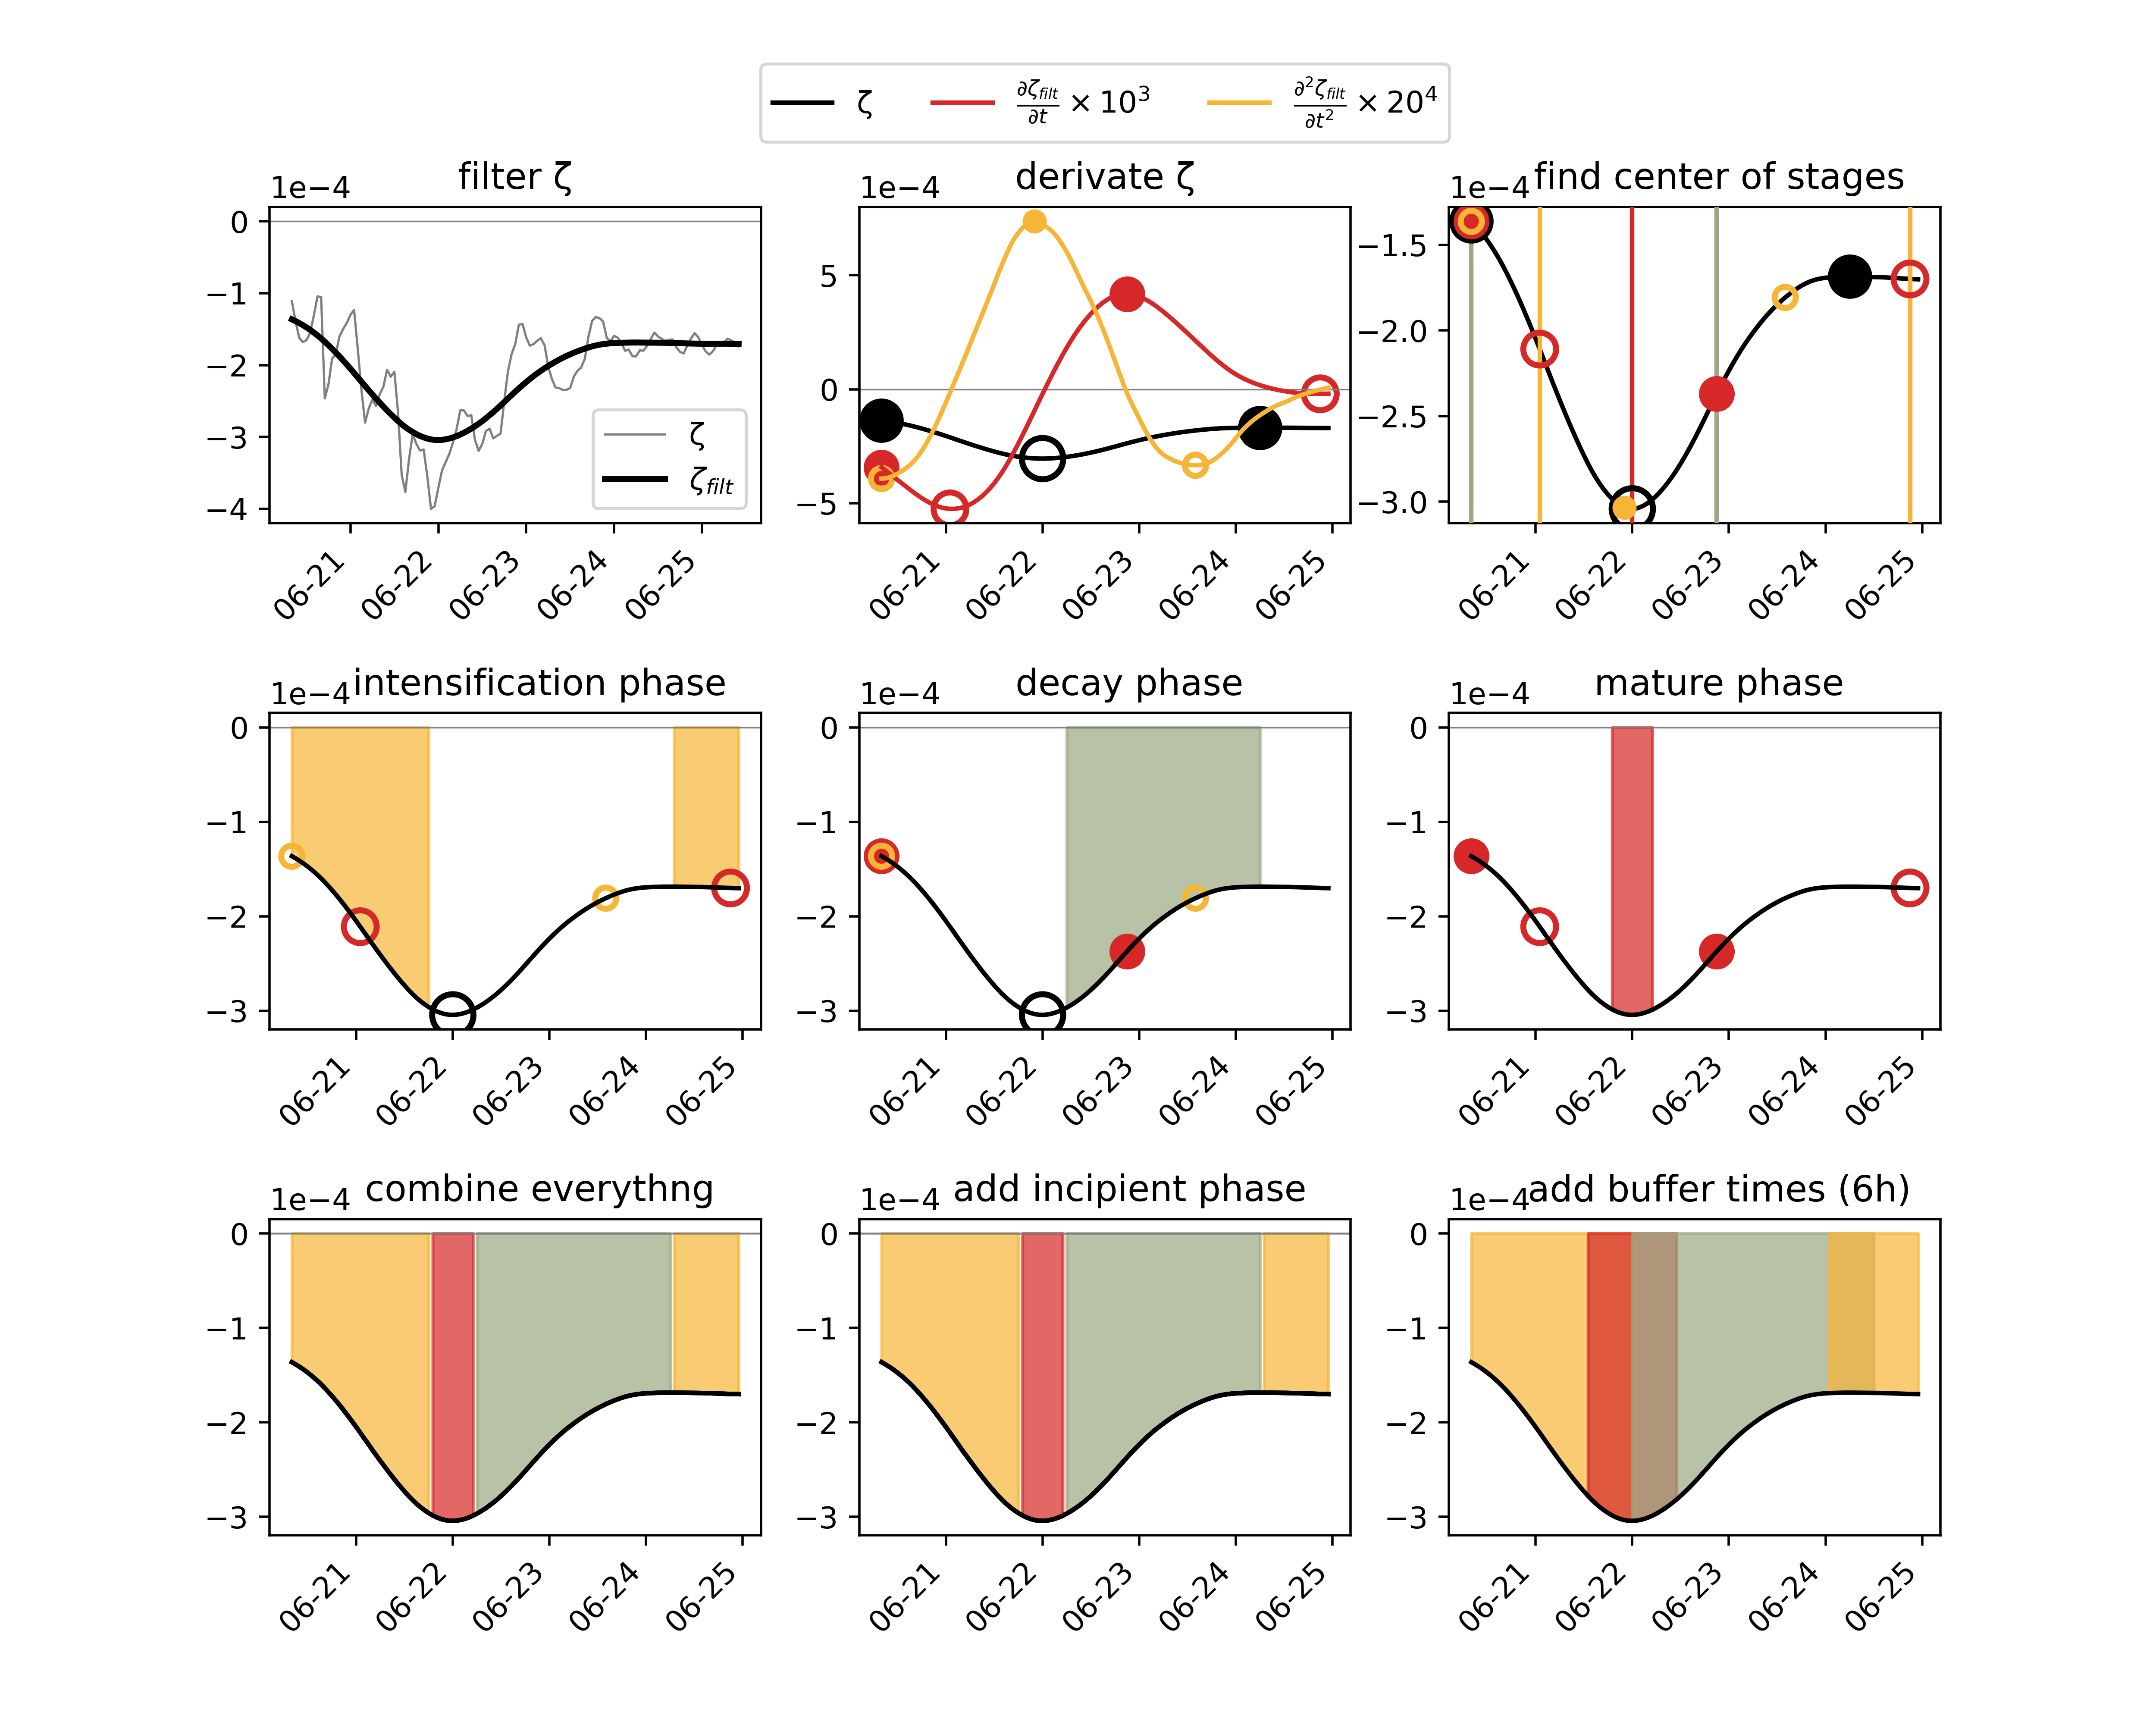 ζ ∂ζfilt/∂t × 10³ ∂²ζfilt/∂t² × 20⁴
filter ζ
1e−4
0
−1
−2
−3
−4
ζ
ζfilt
06-21 06-22 06-23 06-24 06-25
derivate ζ
1e−4
5
0
−5
06-21 06-22 06-23 06-24 06-25
find center of stages
1e−4
−1.5
−2.0
−2.5
−3.0
06-21 06-22 06-23 06-24 06-25
intensification phase
1e−4
0
−1
−2
−3
06-21 06-22 06-23 06-24 06-25
decay phase
1e−4
0
−1
−2
−3
06-21 06-22 06-23 06-24 06-25
mature phase
1e−4
0
−1
−2
−3
06-21 06-22 06-23 06-24 06-25
combine everythng
1e−4
0
−1
−2
−3
06-21 06-22 06-23 06-24 06-25
add incipient phase
1e−4
0
−1
−2
−3
06-21 06-22 06-23 06-24 06-25
add buffer times (6h)
1e−4
0
−1
−2
−3
06-21 06-22 06-23 06-24 06-25